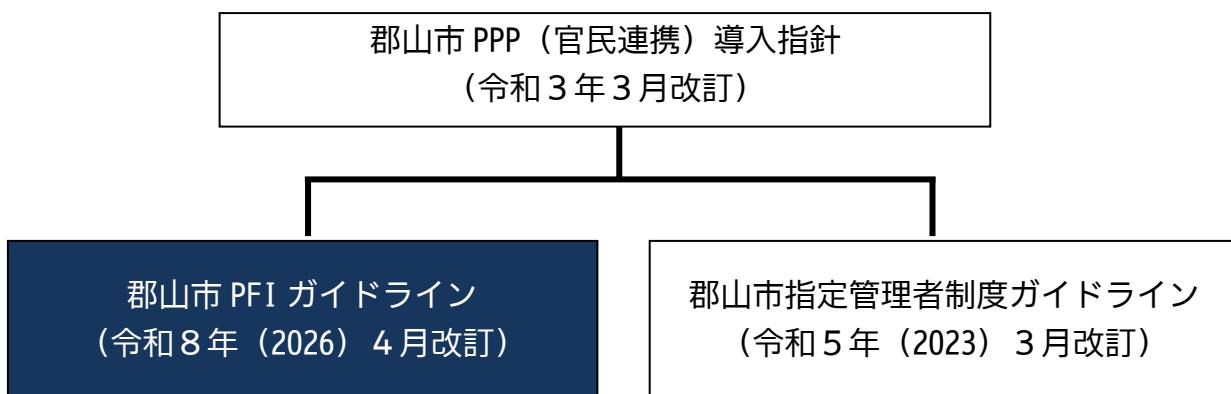 郡山市 PPP（官民連携）導入指針
（令和３年３月改訂）
郡山市 PFI ガイドライン
（令和８年（2026）４月改訂）
郡山市指定管理者制度ガイドライン
（令和５年（2023）３月改訂）